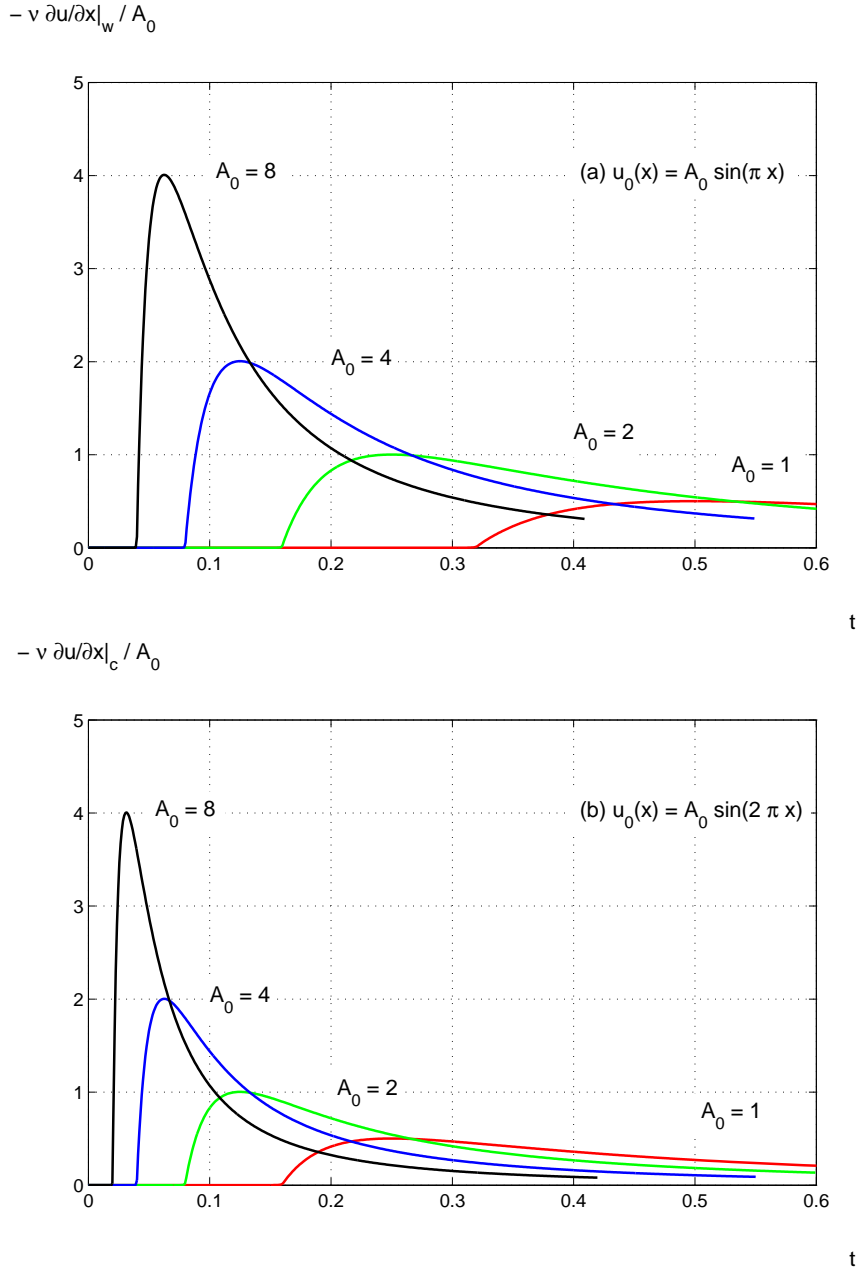 – ν ∂u/∂x|w / A0
5
4
3
2
1
0
A0 = 8
(a) u0(x) = A0 sin(π x)
A0 = 4
A0 = 2
A0 = 1
0 0.1 0.2 0.3 0.4 0.5 0.6
t
– ν ∂u/∂x|c / A0
5
4
3
2
1
0
A0 = 8
(b) u0(x) = A0 sin(2 π x)
A0 = 4
A0 = 2
A0 = 1
0 0.1 0.2 0.3 0.4 0.5 0.6
t